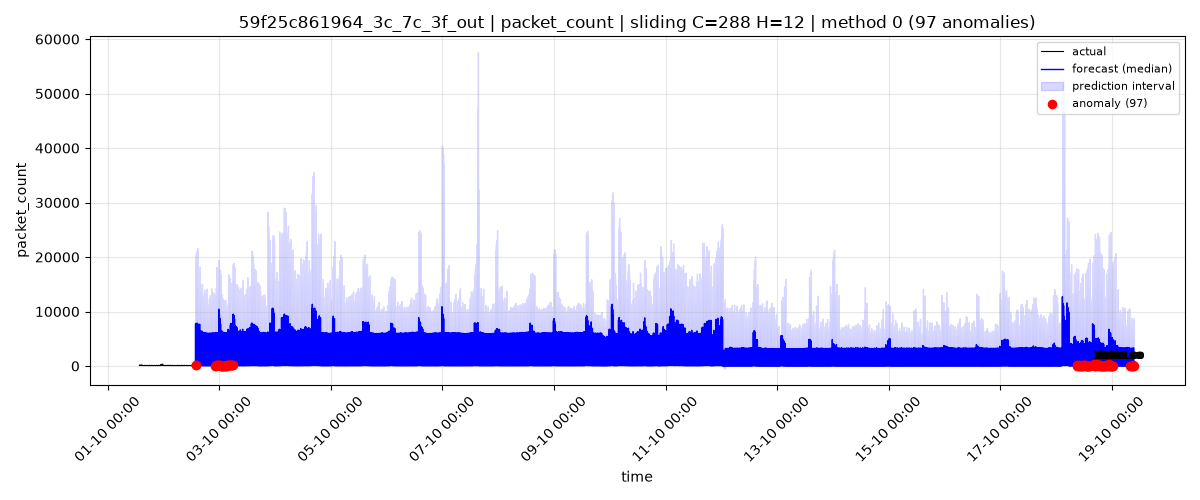 59f25c861964_3c_7c_3f_out | packet_count | sliding C=288 H=12 | method 0 (97 anomalies)
actual
forecast (median)
prediction interval
anomaly (97)
packet_count
60000
50000
40000
30000
20000
10000
0
01-10 00:00
03-10 00:00
05-10 00:00
07-10 00:00
09-10 00:00
11-10 00:00
13-10 00:00
15-10 00:00
17-10 00:00
19-10 00:00
time